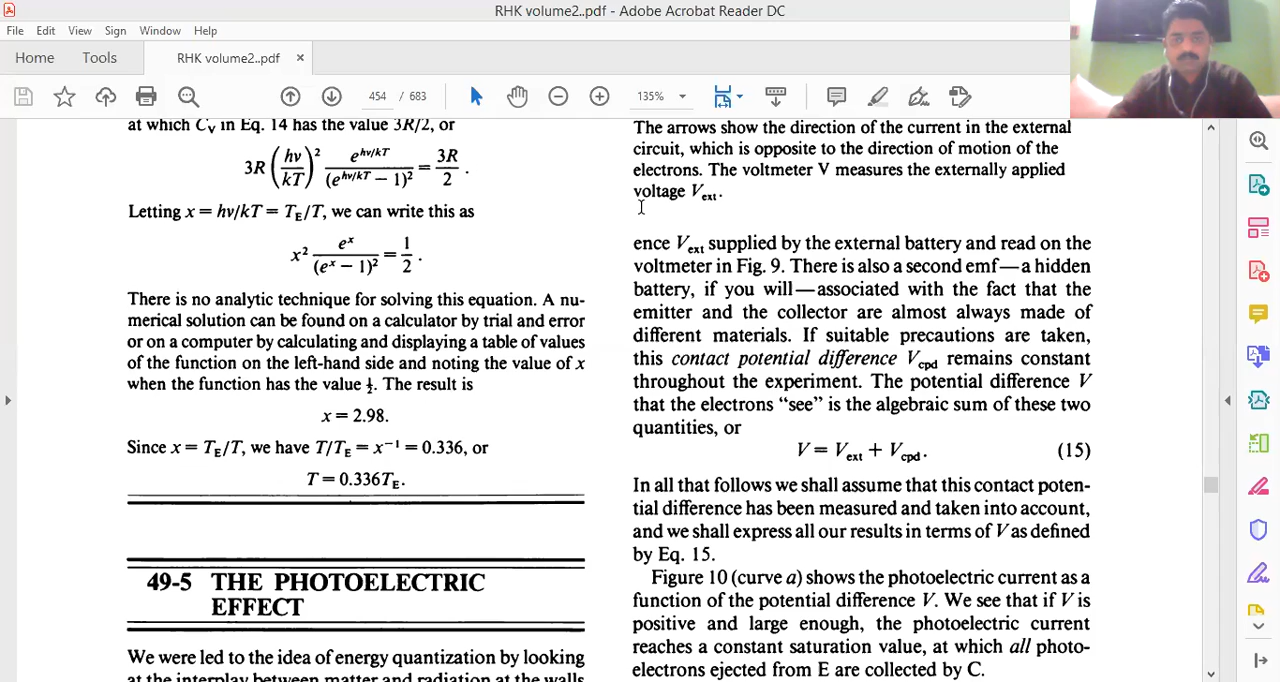 RHK volume2..pdf - Adobe Acrobat Reader DC
File Edit View Sign Window Help
Home Tools RHK volume2..pdf ×
454 / 683 135%
at which Cv in Eq. 14 has the value 3R/2, or
3R (hν/kT)² e^(hν/kT)/(e^(hν/kT) − 1)² = 3R/2 .
Letting x = hν/kT = TE/T, we can write this as
x² e^x/(e^x − 1)² = 1/2 .
There is no analytic technique for solving this equation. A nu-
merical solution can be found on a calculator by trial and error
or on a computer by calculating and displaying a table of values
of the function on the left-hand side and noting the value of x
when the function has the value ½. The result is
x = 2.98.
Since x = TE/T, we have T/TE = x⁻¹ = 0.336, or
T = 0.336TE.
49-5 THE PHOTOELECTRIC
EFFECT
We were led to the idea of energy quantization by looking
at the interplay between matter and radiation at the walls
The arrows show the direction of the current in the external
circuit, which is opposite to the direction of motion of the
electrons. The voltmeter V measures the externally applied
voltage Vext.
ence Vext supplied by the external battery and read on the
voltmeter in Fig. 9. There is also a second emf—a hidden
battery, if you will—associated with the fact that the
emitter and the collector are almost always made of
different materials. If suitable precautions are taken,
this contact potential difference Vcpd remains constant
throughout the experiment. The potential difference V
that the electrons “see” is the algebraic sum of these two
quantities, or
V = Vext + Vcpd. (15)
In all that follows we shall assume that this contact poten-
tial difference has been measured and taken into account,
and we shall express all our results in terms of V as defined
by Eq. 15.
Figure 10 (curve a) shows the photoelectric current as a
function of the potential difference V. We see that if V is
positive and large enough, the photoelectric current
reaches a constant saturation value, at which all photo-
electrons ejected from E are collected by C.